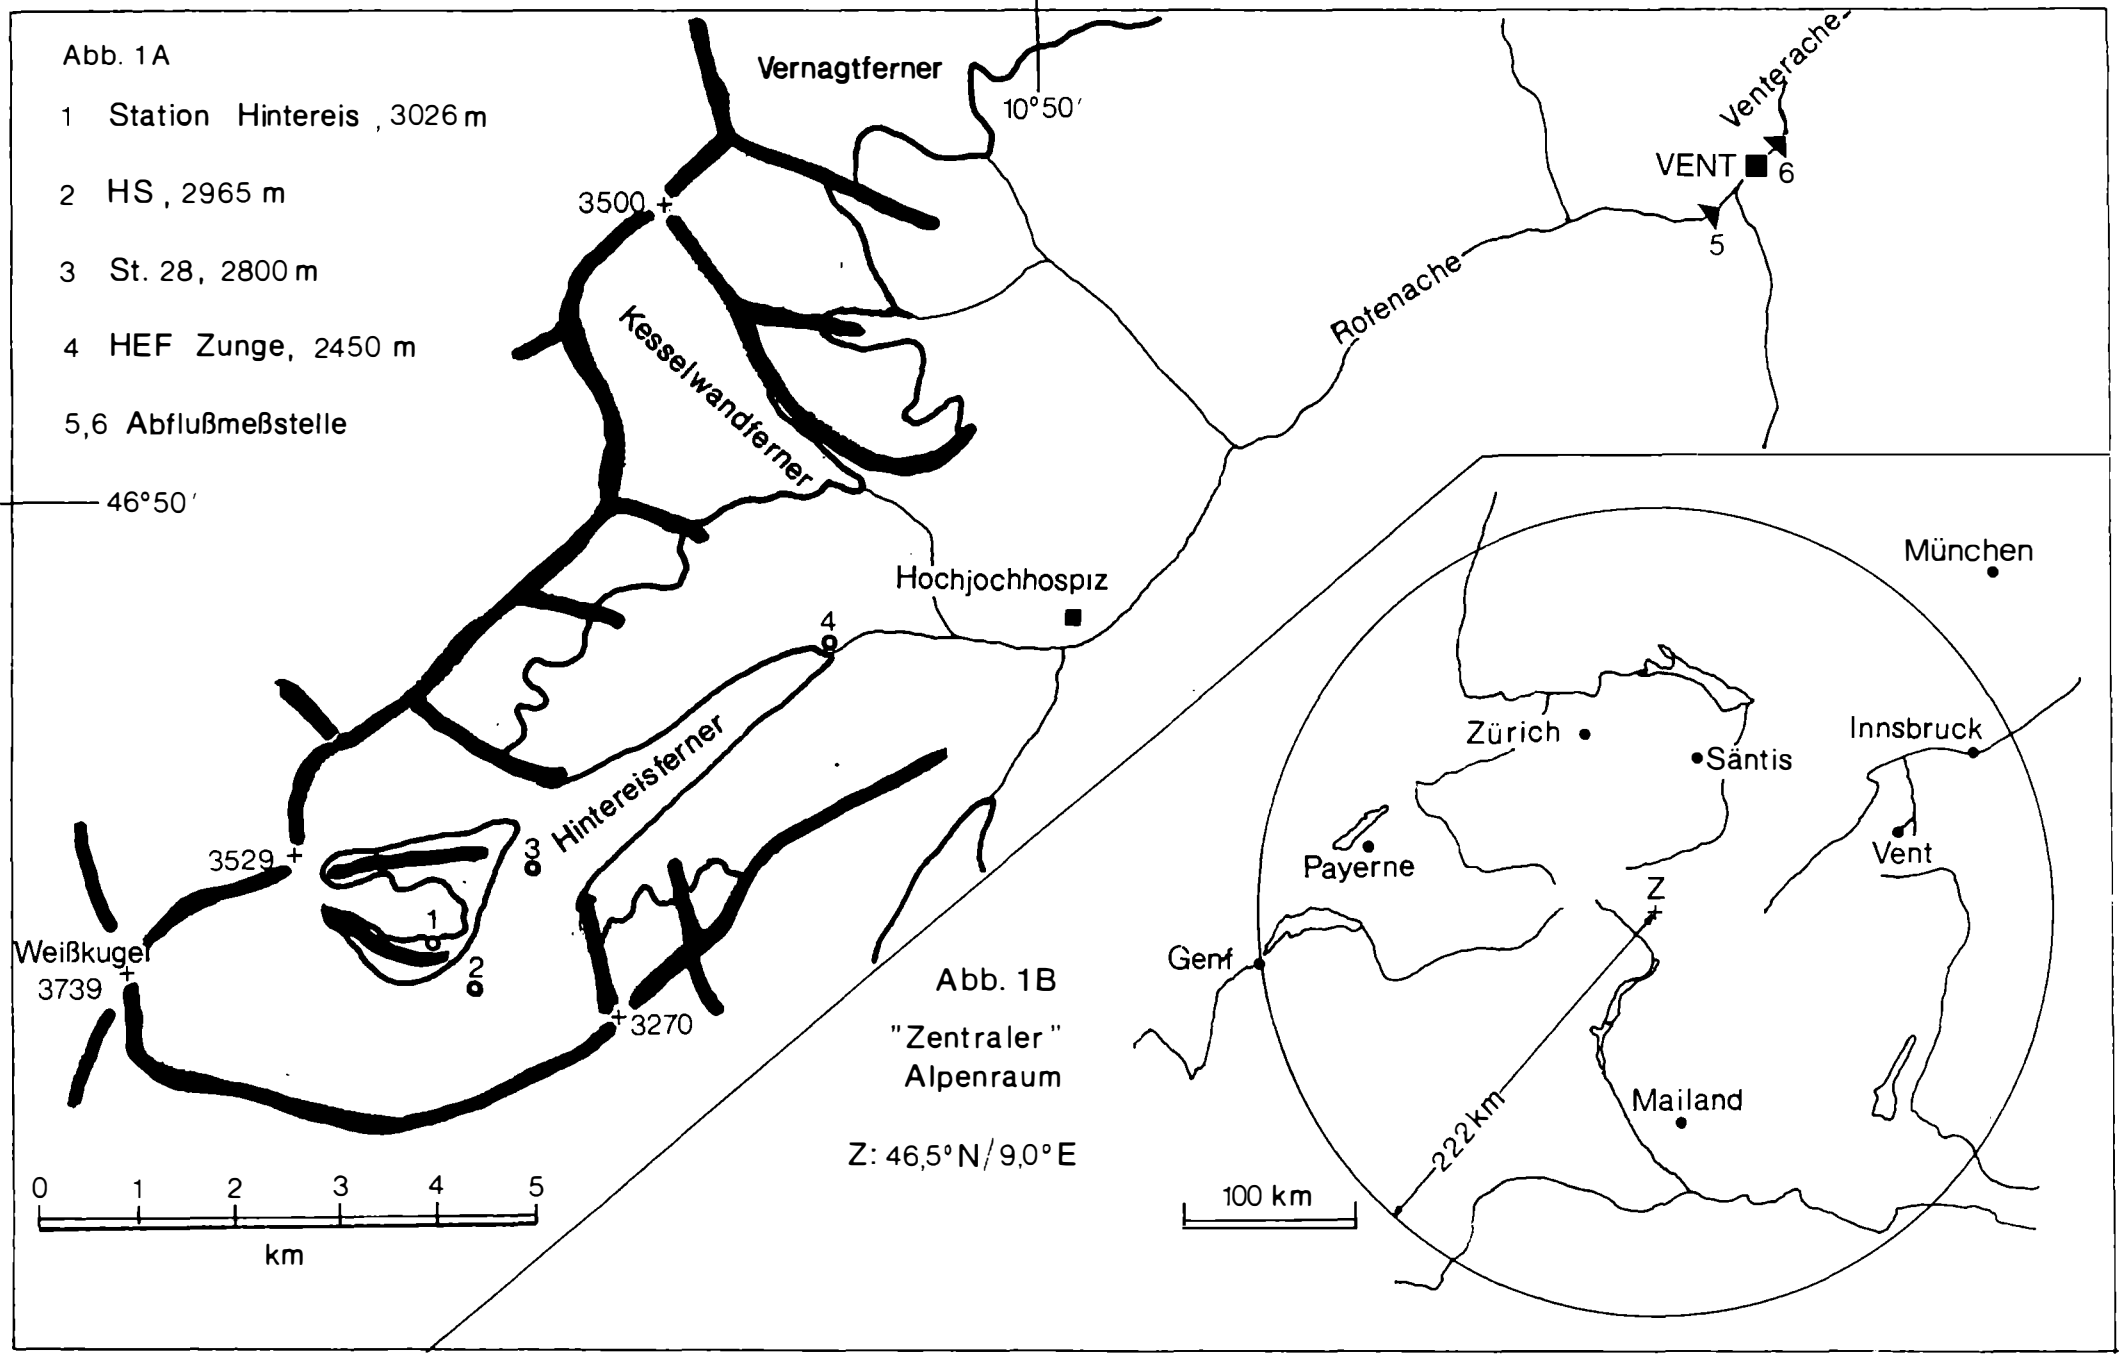 Abb. 1A
1 Station Hintereis , 3026 m
2 HS , 2965 m
3 St. 28, 2800 m
4 HEF Zunge, 2450 m
5,6 Abflußmeßstelle
Vernagtferner
10°50′
Venterache
VENT
6
5
3500
Rofenache
Kesselwandferner
46°50′
Hochjochhospiz
4
Hintereisferner
3529
3
1
2
Weißkugel
3739
3270
0 1 2 3 4 5
km
Abb. 1B
"Zentraler"
Alpenraum
Z: 46,5°N/9,0°E
München
Zürich
Säntis
Innsbruck
Payerne
Vent
Z
Genf
222km
Mailand
100 km